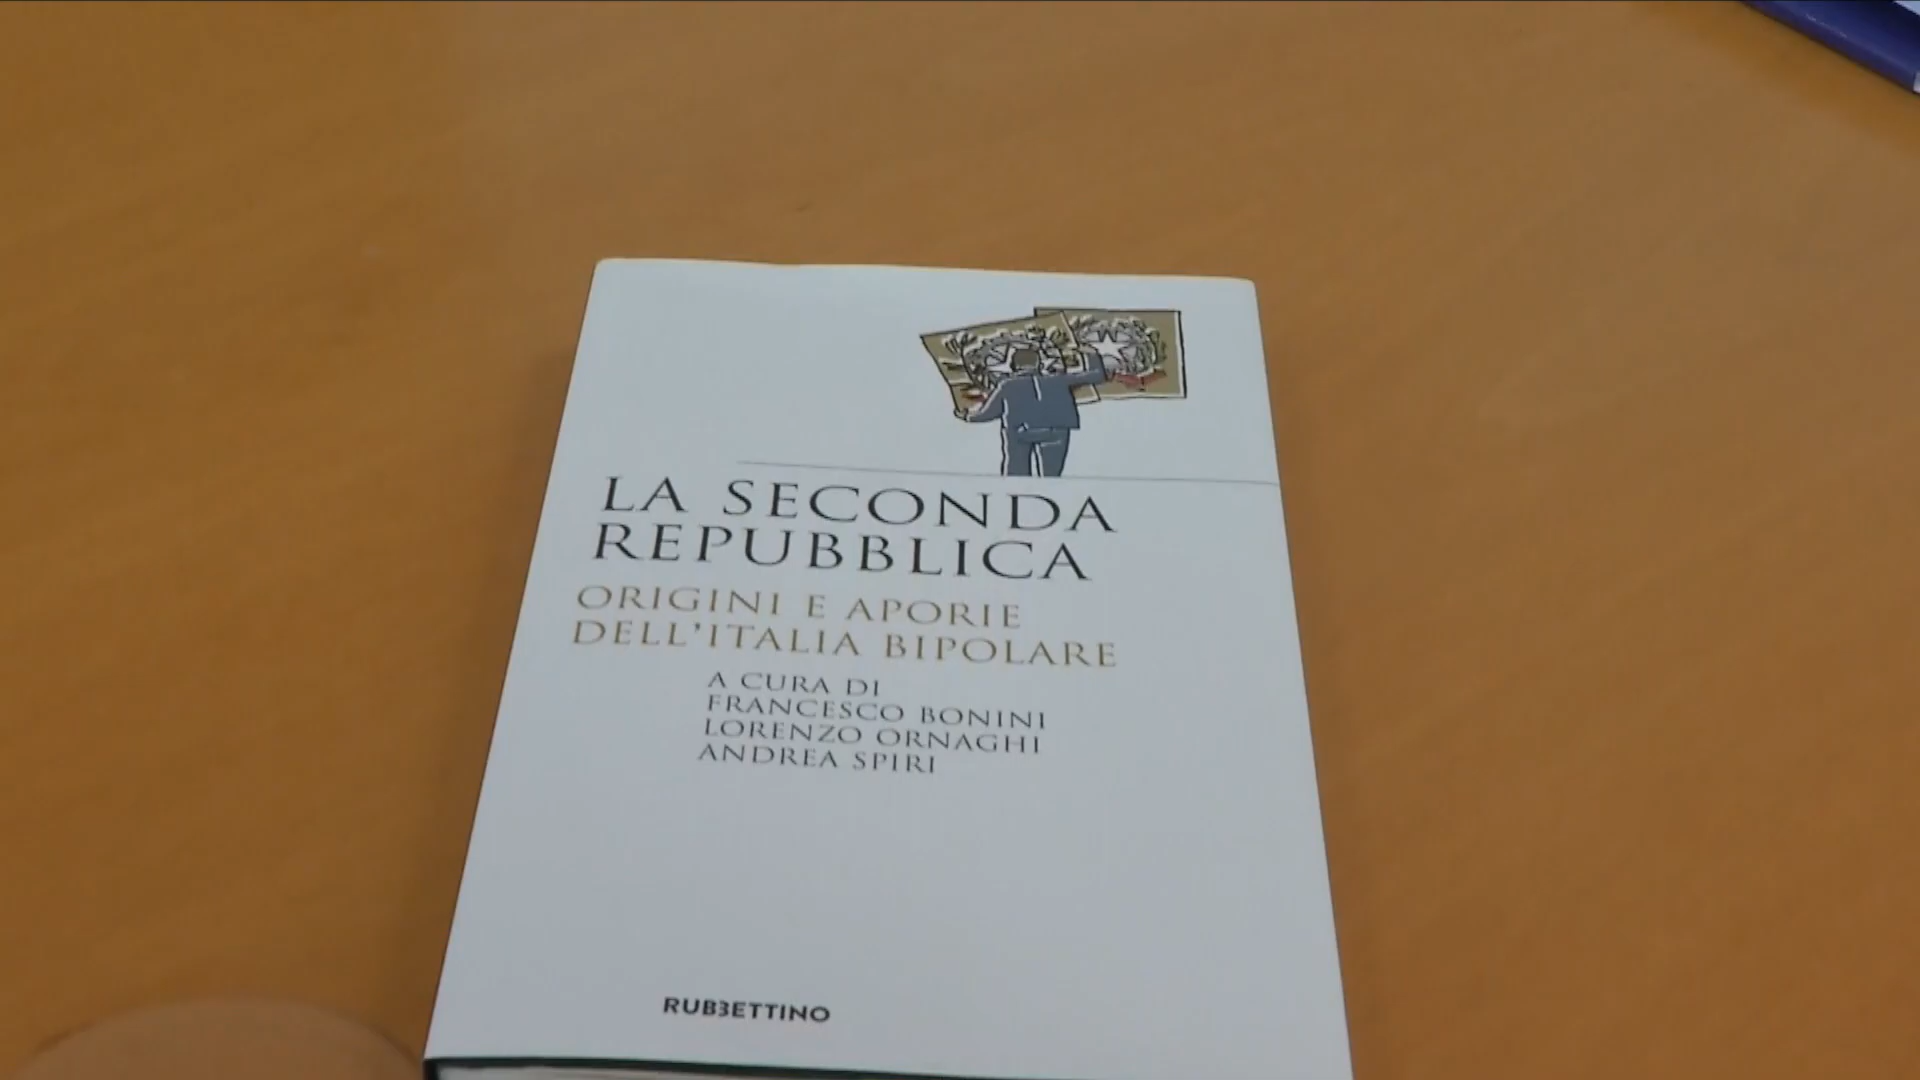 LA SECONDA
REPUBBLICA
ORIGINI E APORIE
DELL'ITALIA BIPOLARE
A CURA DI
FRANCESCO BONINI
LORENZO ORNAGHI
ANDREA SPIRI
RUBBETTINO